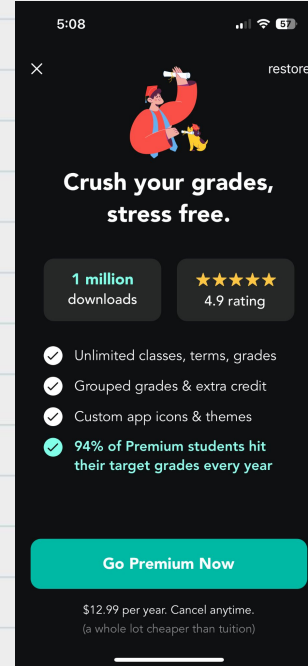 5:08
57
restore
Crush your grades,
stress free.
1 million
downloads
4.9 rating
Unlimited classes, terms, grades
Grouped grades & extra credit
Custom app icons & themes
94% of Premium students hit
their target grades every year
Go Premium Now
$12.99 per year. Cancel anytime.
(a whole lot cheaper than tuition)